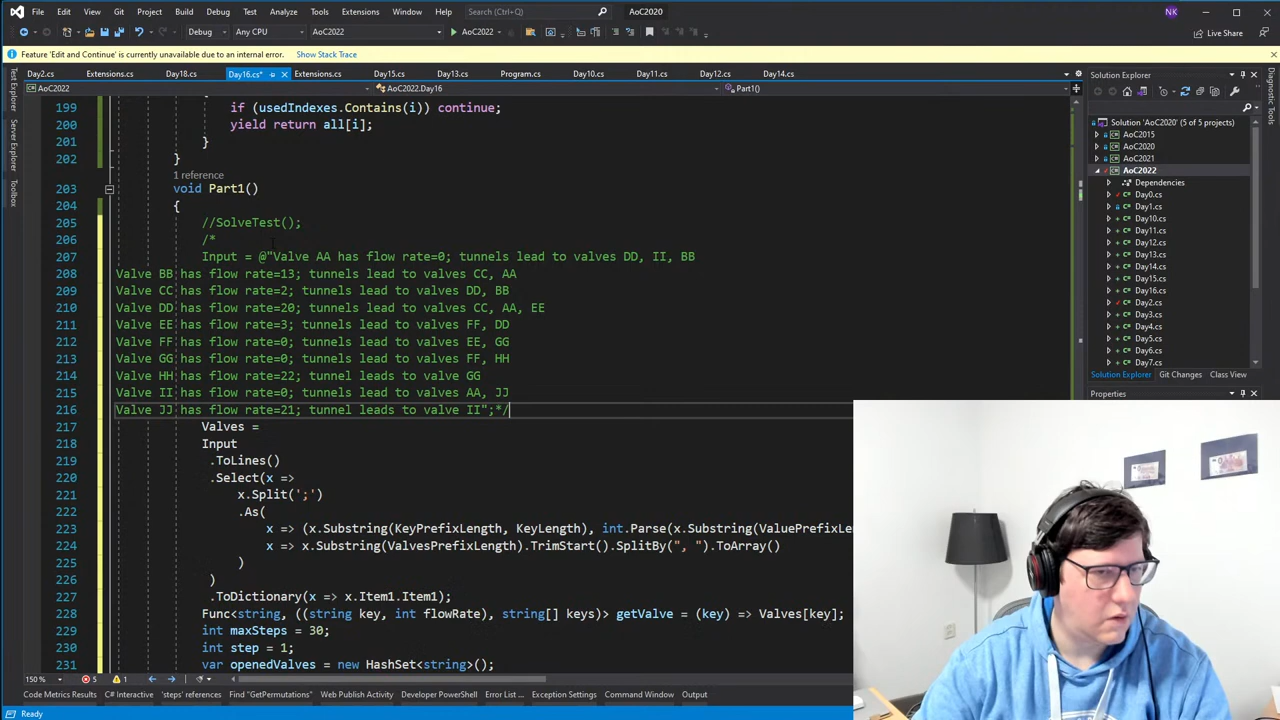 File Edit View Git Project Build Debug Test Analyze Tools Extensions Window Help Search (Ctrl+Q) AoC2020 NK
Debug Any CPU AoC2022 AoC2022 Live Share
Feature 'Edit and Continue' is currently unavailable due to an internal error. Show Stack Trace
Day2.cs Extensions.cs Day18.cs Day16.cs* Extensions.cs Day15.cs Day13.cs Program.cs Day10.cs Day11.cs Day12.cs Day14.cs
AoC2022 AoC2022.Day16 Part1()
199 if (usedIndexes.Contains(i)) continue;
200 yield return all[i];
201 }
202 }
1 reference
203 void Part1()
204 {
205 //SolveTest();
206 /*
207 Input = @"Valve AA has flow rate=0; tunnels lead to valves DD, II, BB
208 Valve BB has flow rate=13; tunnels lead to valves CC, AA
209 Valve CC has flow rate=2; tunnels lead to valves DD, BB
210 Valve DD has flow rate=20; tunnels lead to valves CC, AA, EE
211 Valve EE has flow rate=3; tunnels lead to valves FF, DD
212 Valve FF has flow rate=0; tunnels lead to valves EE, GG
213 Valve GG has flow rate=0; tunnels lead to valves FF, HH
214 Valve HH has flow rate=22; tunnel leads to valve GG
215 Valve II has flow rate=0; tunnels lead to valves AA, JJ
216 Valve JJ has flow rate=21; tunnel leads to valve II";*/
217 Valves =
218 Input
219 .ToLines()
220 .Select(x =>
221 x.Split(';')
222 .As(
223 x => (x.Substring(KeyPrefixLength, KeyLength), int.Parse(x.Substring(ValuePrefixLen
224 x => x.Substring(ValvesPrefixLength).TrimStart().SplitBy(", ").ToArray()
225 )
226 )
227 .ToDictionary(x => x.Item1.Item1);
228 Func<string, ((string key, int flowRate), string[] keys)> getValve = (key) => Valves[key];
229 int maxSteps = 30;
230 int step = 1;
231 var openedValves = new HashSet<string>();
150 % 5 1
Code Metrics Results C# Interactive 'steps' references Find "GetPermutations" Web Publish Activity Developer PowerShell Error List ... Exception Settings Command Window Output
Ready
Test Explorer
Server Explorer
Toolbox
Solution Explorer
Solution 'AoC2020' (5 of 5 projects)
AoC2015
AoC2020
AoC2021
AoC2022
Dependencies
Day0.cs
Day1.cs
Day10.cs
Day11.cs
Day12.cs
Day13.cs
Day14.cs
Day15.cs
Day16.cs
Day2.cs
Day3.cs
Day4.cs
Day5.cs
Day6.cs
Day7.cs
Solution Explorer Git Changes Class View
Properties
Diagnostic Tools